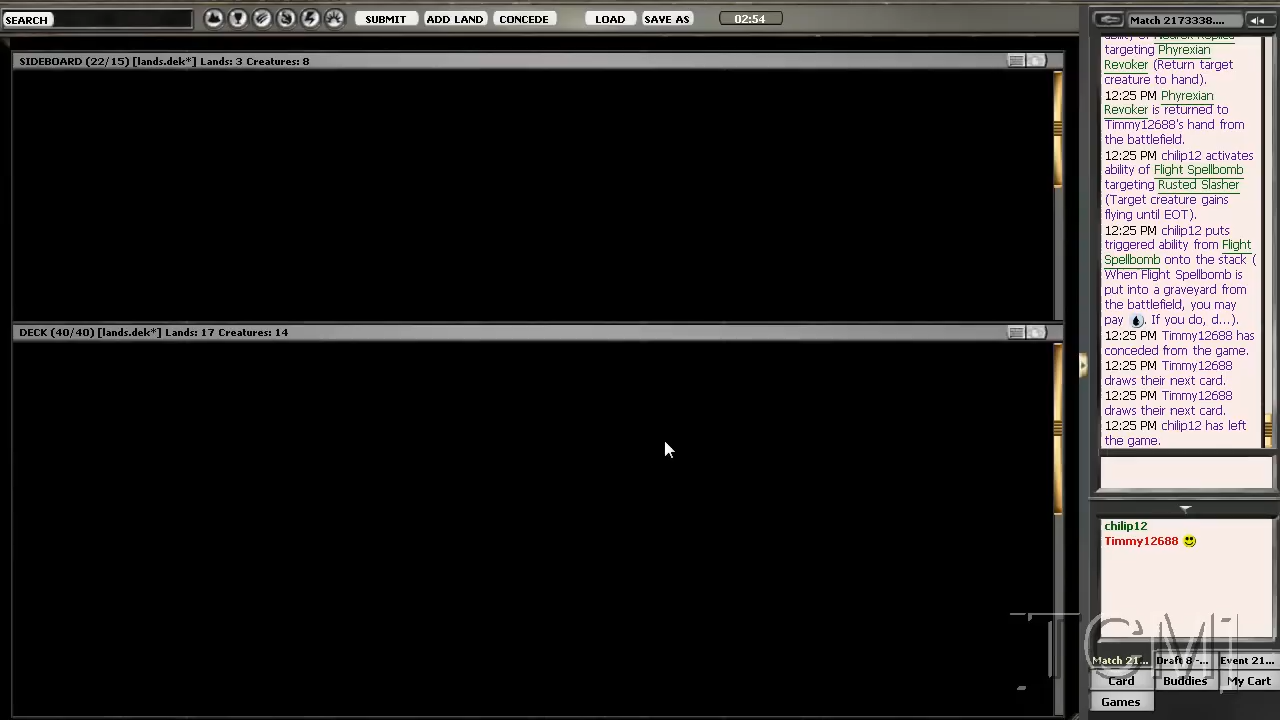 SEARCH
SUBMIT
ADD LAND
CONCEDE
LOAD
SAVE AS
02:54
Match 2173338....
SIDEBOARD (22/15) [lands.dek*] Lands: 3 Creatures: 8
DECK (40/40) [lands.dek*] Lands: 17 Creatures: 14
targeting Phyrexian
Revoker (Return target
creature to hand).
12:25 PM Phyrexian
Revoker is returned to
Timmy12688's hand from
the battlefield.
12:25 PM chilip12 activates
ability of Flight Spellbomb
targeting Rusted Slasher
(Target creature gains
flying until EOT).
12:25 PM chilip12 puts
triggered ability from Flight
Spellbomb onto the stack (
When Flight Spellbomb is
put into a graveyard from
the battlefield, you may
pay . If you do, d...).
12:25 PM Timmy12688 has
conceded from the game.
12:25 PM Timmy12688
draws their next card.
12:25 PM Timmy12688
draws their next card.
12:25 PM chilip12 has left
the game.
chilip12
Timmy12688
Match 21...
Draft 8 -...
Event 21...
Card
Buddies
My Cart
Games